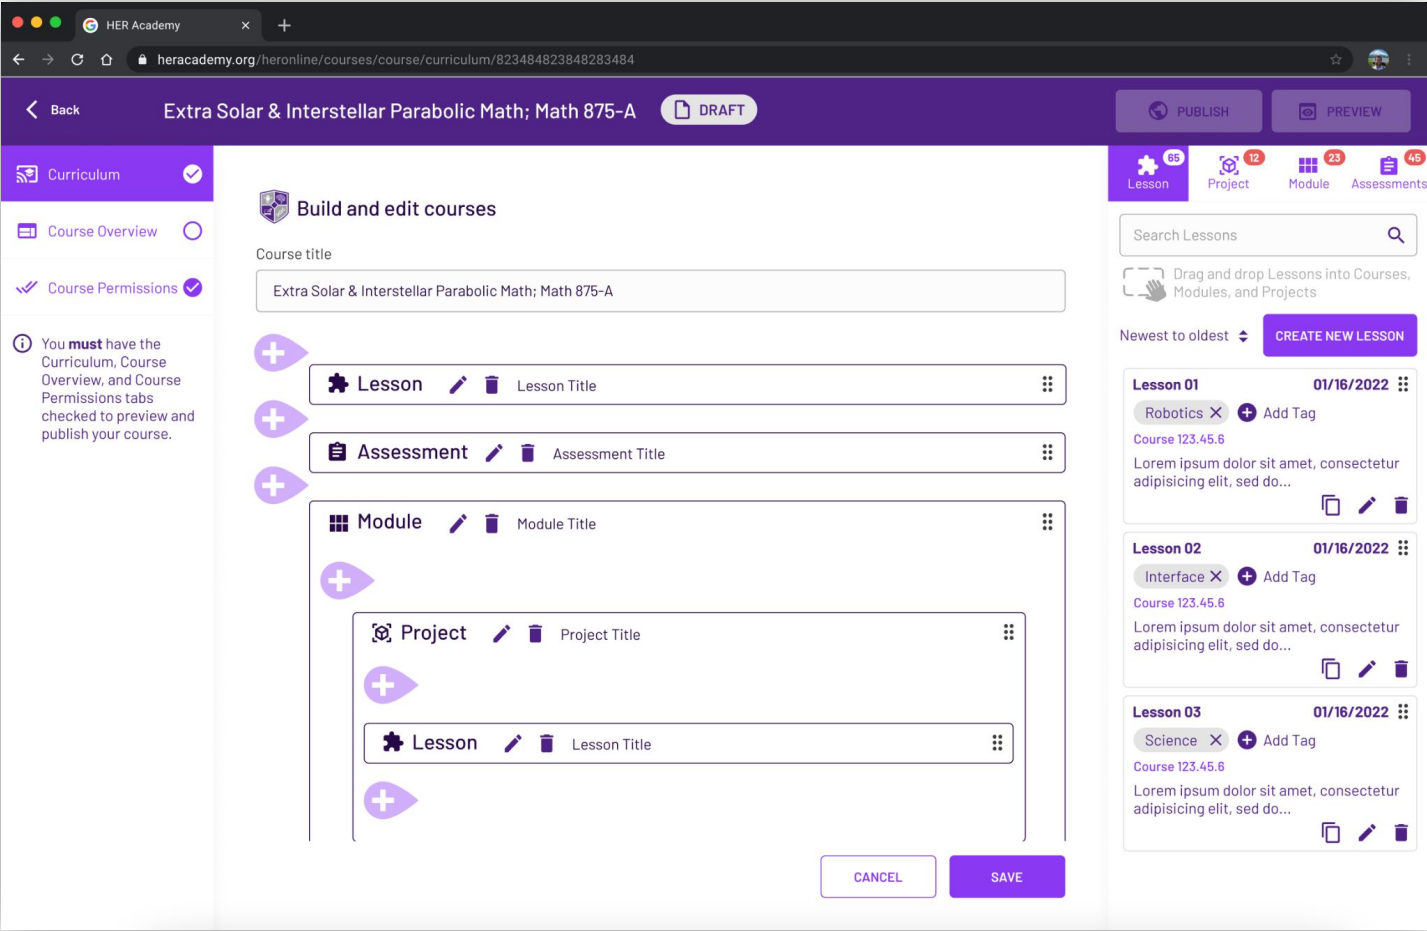 HER Academy
heracademy.org/heronline/courses/course/curriculum/823484823848283484
Back
Extra Solar & Interstellar Parabolic Math; Math 875-A
DRAFT
PUBLISH
PREVIEW
Curriculum
Course Overview
Course Permissions
You must have the
Curriculum, Course
Overview, and Course
Permissions tabs
checked to preview and
publish your course.
Build and edit courses
Course title
Extra Solar & Interstellar Parabolic Math; Math 875-A
Lesson
Lesson Title
Assessment
Assessment Title
Module
Module Title
Project
Project Title
Lesson
Lesson Title
CANCEL
SAVE
65
Lesson
12
Project
23
Module
45
Assessments
Search Lessons
Drag and drop Lessons into Courses,
Modules, and Projects
Newest to oldest
CREATE NEW LESSON
Lesson 01 01/16/2022
Robotics Add Tag
Course 123.45.6
Lorem ipsum dolor sit amet, consectetur
adipisicing elit, sed do...
Lesson 02 01/16/2022
Interface Add Tag
Course 123.45.6
Lorem ipsum dolor sit amet, consectetur
adipisicing elit, sed do...
Lesson 03 01/16/2022
Science Add Tag
Course 123.45.6
Lorem ipsum dolor sit amet, consectetur
adipisicing elit, sed do...